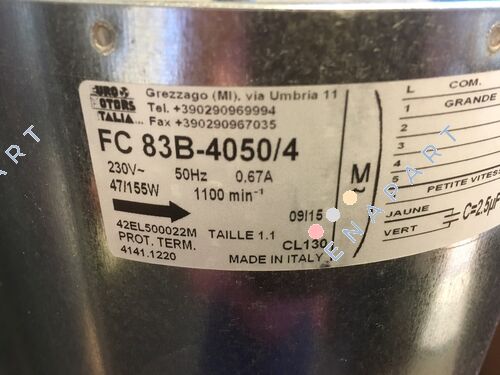 EURO MOTORS ITALIA
Grezzago (MI), via Umbria 11
Tel. +390290969994
Fax +390290967035
FC 83B-4050/4
230V~ 50Hz 0.67A
47/155W 1100 min⁻¹
09/15
42EL500022M TAILLE 1.1 CL130
PROT. TERM. MADE IN ITALY
4141.1220
M~
L COM.
1 GRANDE
2
3
4
5 PETITE VITES
JAUNE
VERT
C=2,5µF
ENAPART